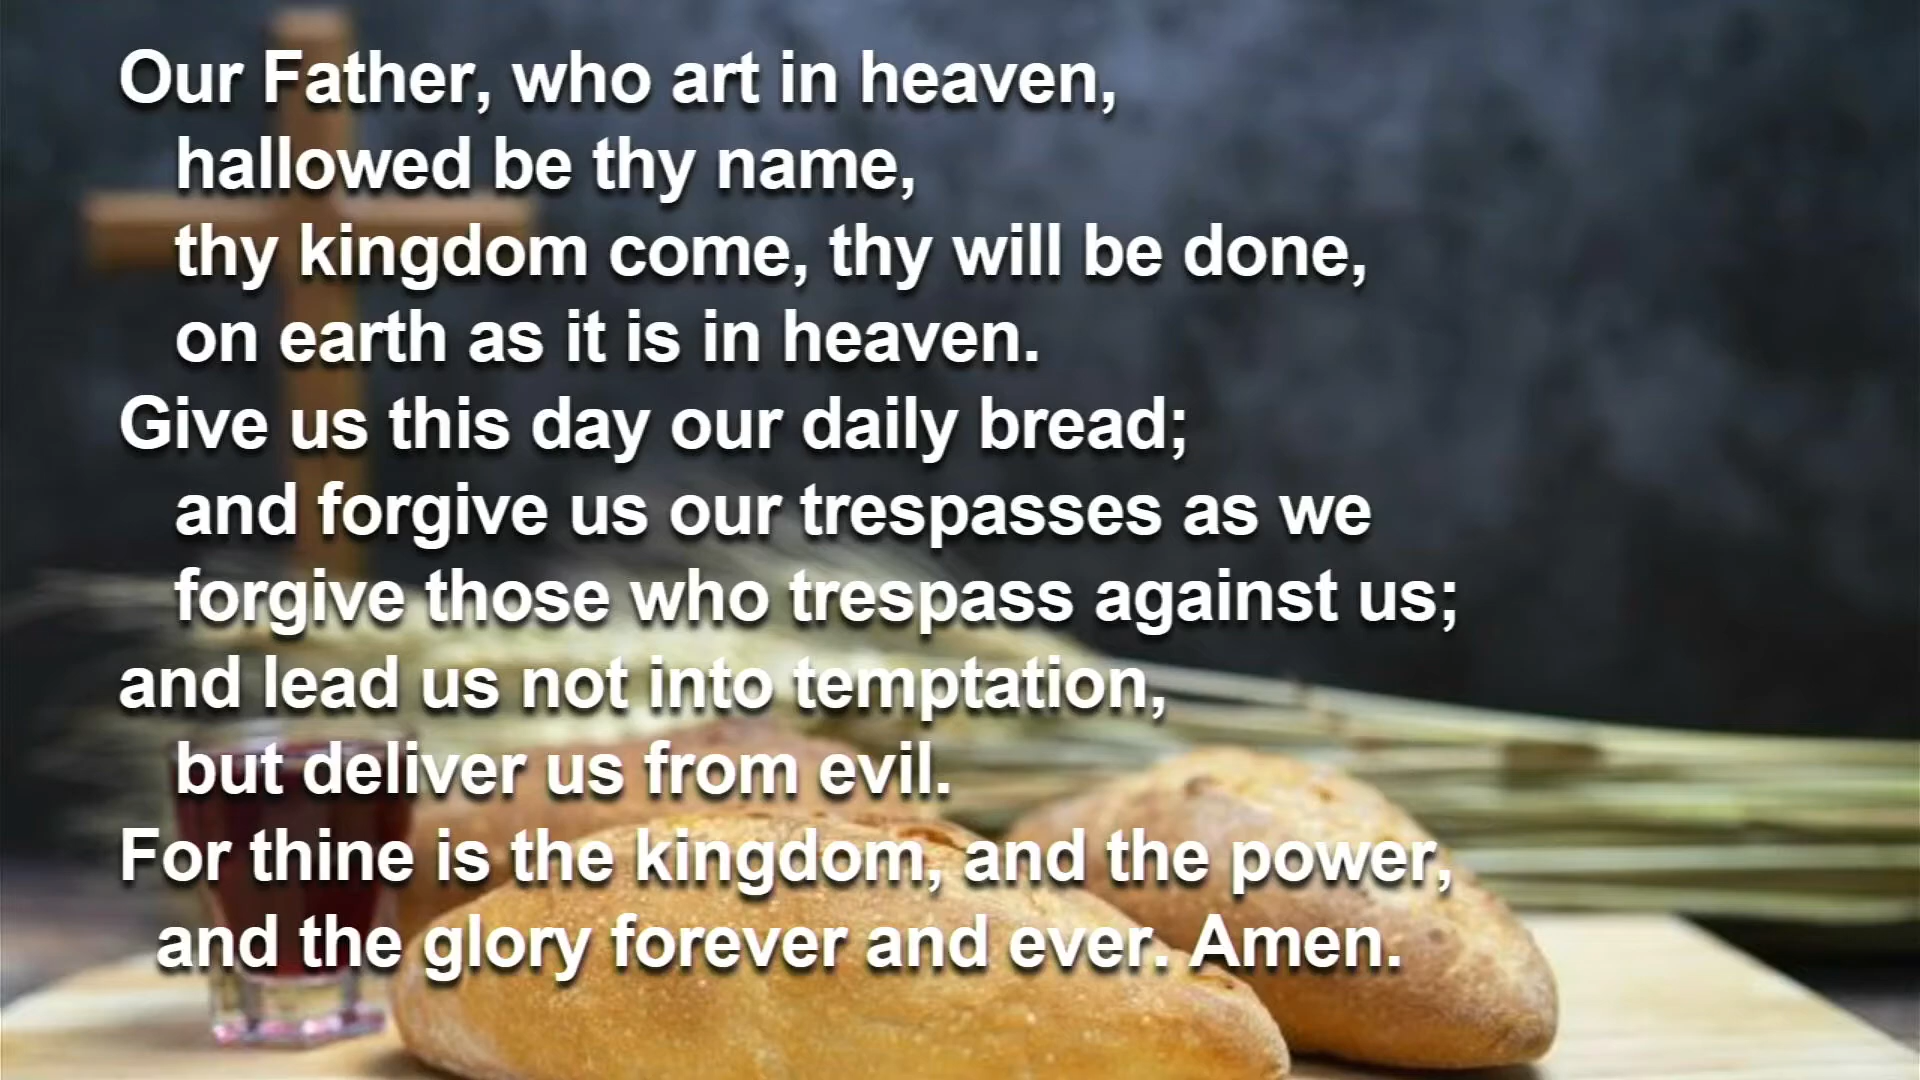 Our Father, who art in heaven,
hallowed be thy name,
thy kingdom come, thy will be done,
on earth as it is in heaven.
Give us this day our daily bread;
and forgive us our trespasses as we
forgive those who trespass against us;
and lead us not into temptation,
but deliver us from evil.
For thine is the kingdom, and the power,
and the glory forever and ever. Amen.